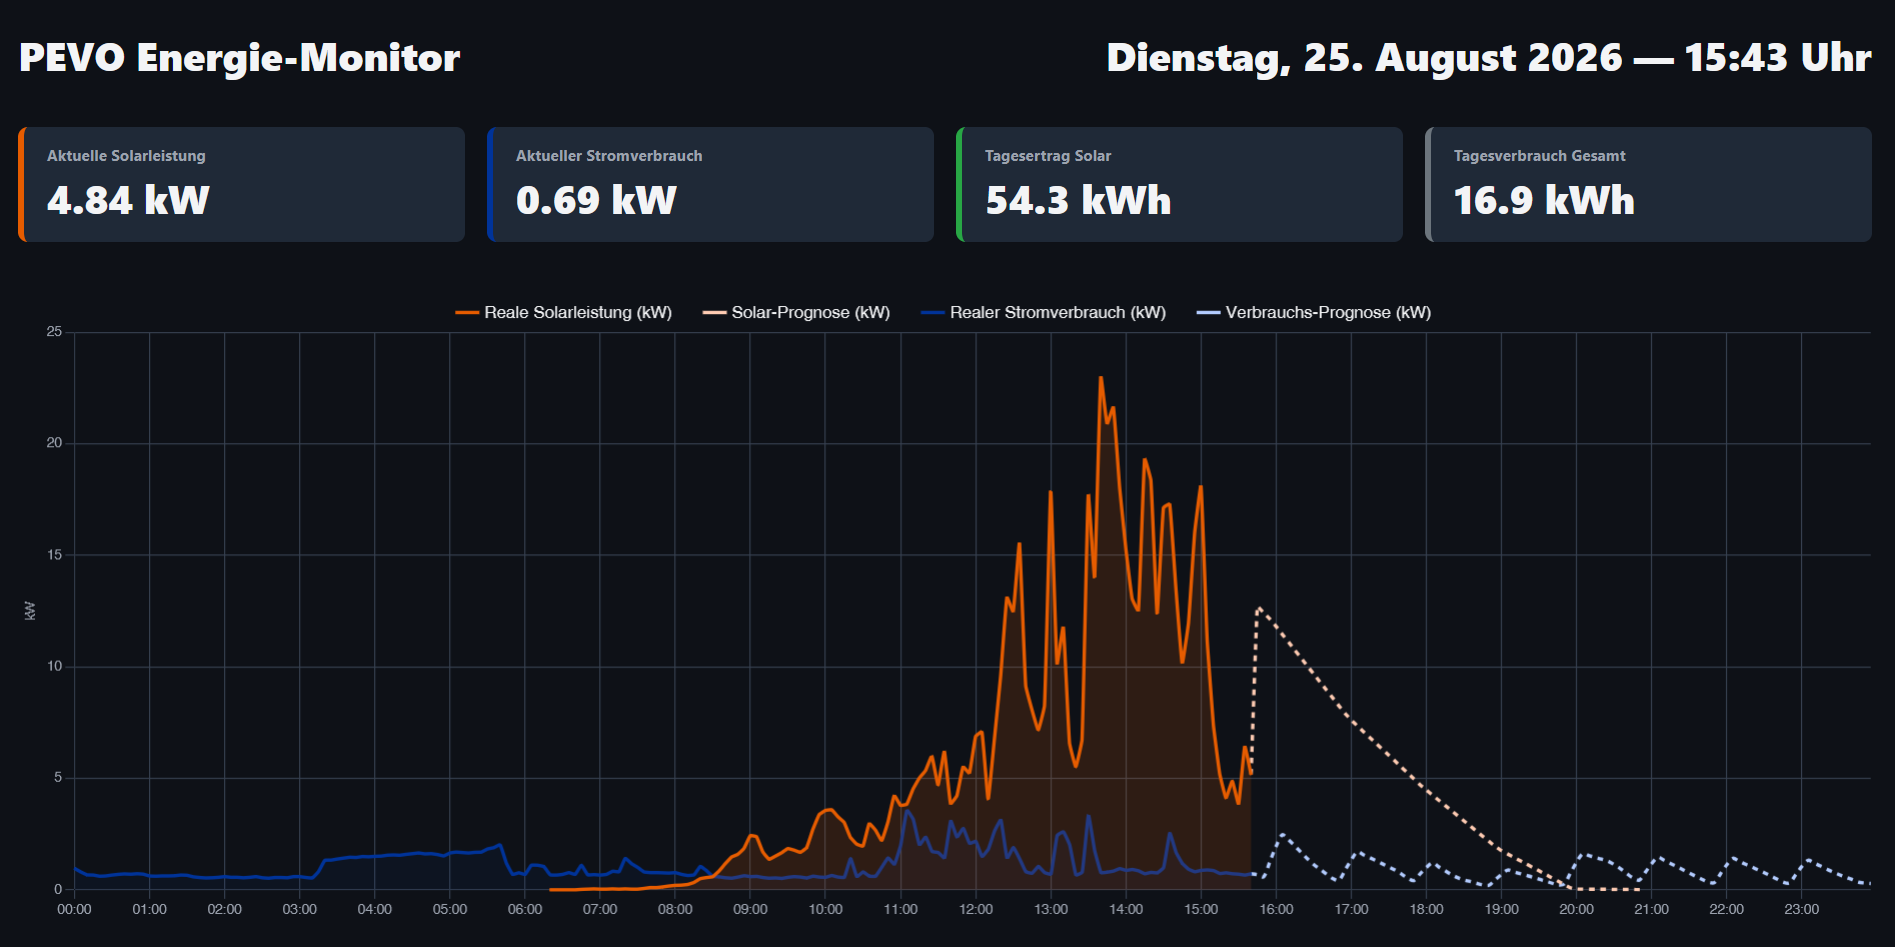 PEVO Energie-Monitor
Dienstag, 25. August 2026 — 15:43 Uhr
Aktuelle Solarleistung
4.84 kW
Aktueller Stromverbrauch
0.69 kW
Tagesertrag Solar
54.3 kWh
Tagesverbrauch Gesamt
16.9 kWh
Reale Solarleistung (kW) Solar-Prognose (kW) Realer Stromverbrauch (kW) Verbrauchs-Prognose (kW)
25
20
15
kW
10
5
0
00:00 01:00 02:00 03:00 04:00 05:00 06:00 07:00 08:00 09:00 10:00 11:00 12:00 13:00 14:00 15:00 16:00 17:00 18:00 19:00 20:00 21:00 22:00 23:00